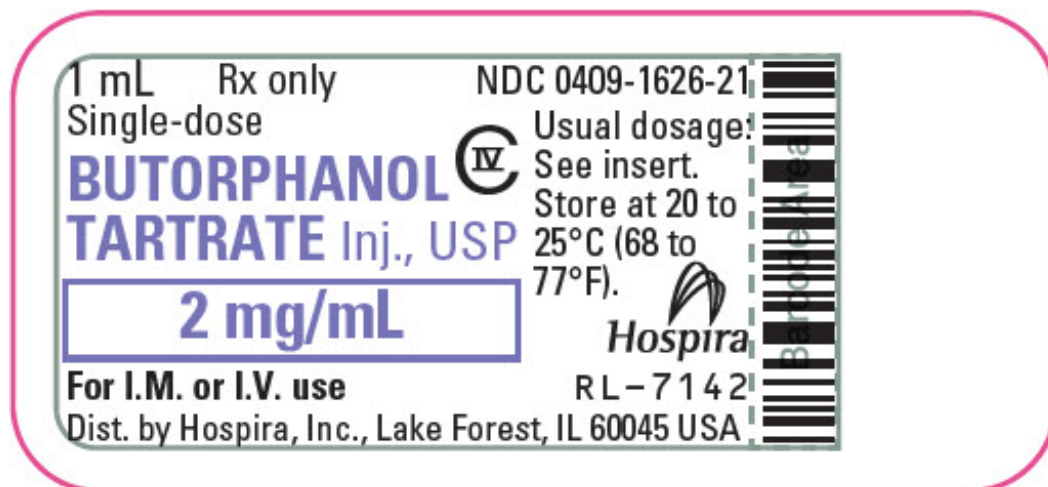 1 mL Rx only NDC 0409-1626-21
Single-dose
BUTORPHANOL
TARTRATE Inj., USP
CIV
2 mg/mL
For I.M. or I.V. use
Usual dosage:
See insert.
Store at 20 to
25°C (68 to
77°F).
Hospira
RL-7142
Dist. by Hospira, Inc., Lake Forest, IL 60045 USA
Barcode Area